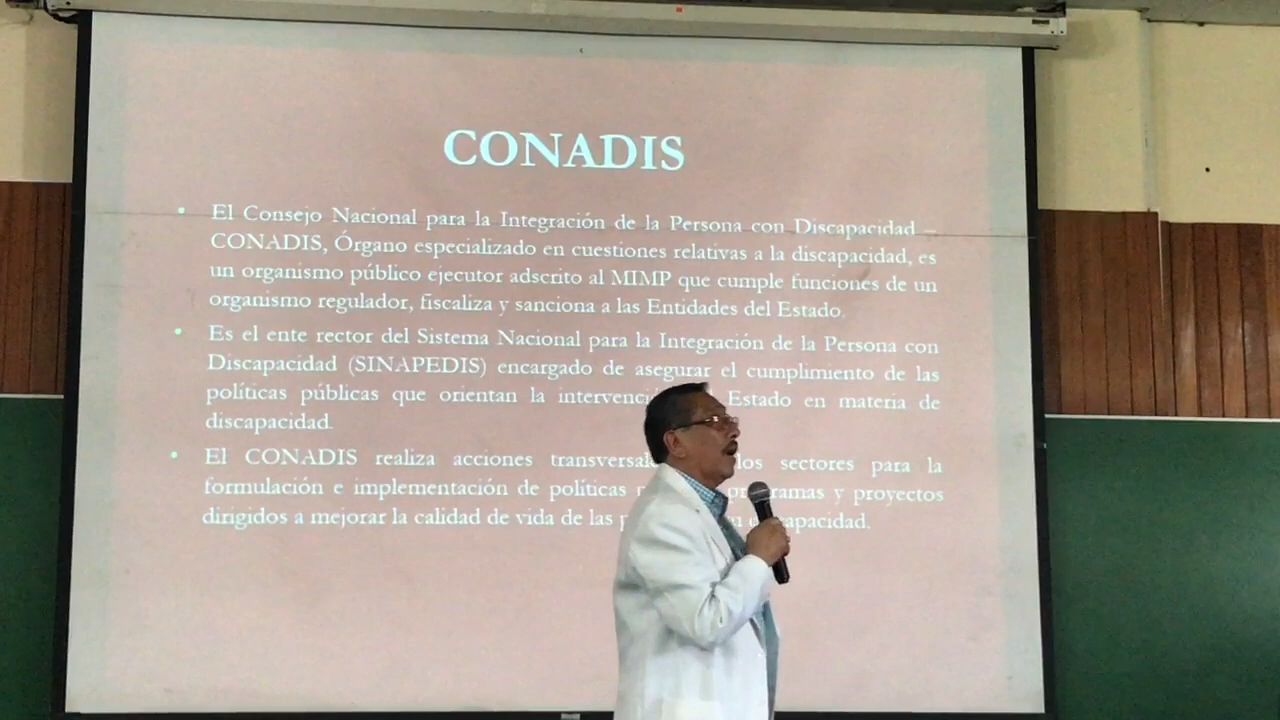 CONADIS
• El Consejo Nacional para la Integración de la Persona con Discapacidad –
CONADIS, Órgano especializado en cuestiones relativas a la discapacidad, es
un organismo público ejecutor adscrito al MIMP que cumple funciones de un
organismo regulador, fiscaliza y sanciona a las Entidades del Estado.
• Es el ente rector del Sistema Nacional para la Integración de la Persona con
Discapacidad (SINAPEDIS) encargado de asegurar el cumplimiento de las
políticas públicas que orientan la Estado en materia de
discapacidad.
• El CONADIS realiza acciones los sectores para la
formulación e implementación de políticas y proyectos
dirigidos a mejorar la calidad de vida de las